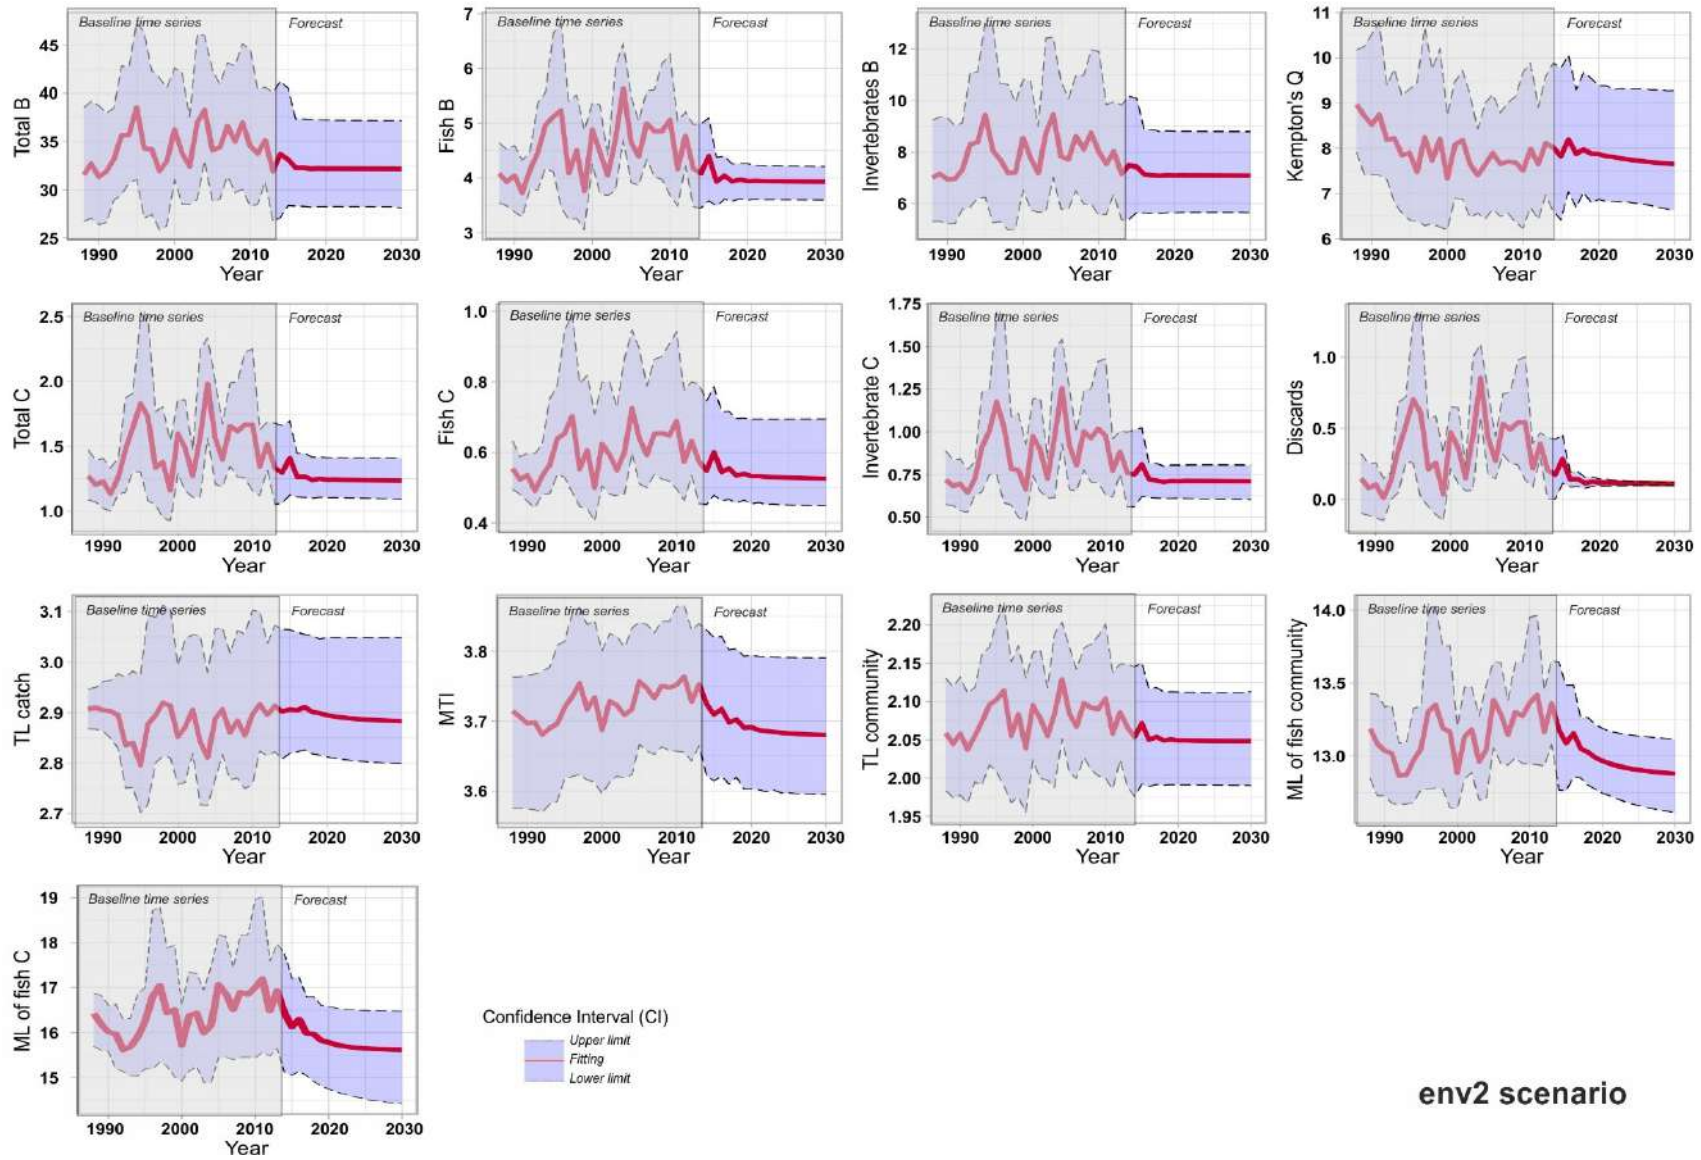 Baseline time series Forecast
45
40
35
30
25
Total B
1990 2000 2010 2020 2030
Year
Baseline time series Forecast
7
6
5
4
3
Fish B
1990 2000 2010 2020 2030
Year
Baseline time series Forecast
12
10
8
6
Invertebrates B
1990 2000 2010 2020 2030
Year
Baseline time series Forecast
11
10
9
8
7
6
Kempton's Q
1990 2000 2010 2020 2030
Year
Baseline time series Forecast
2.5
2.0
1.5
1.0
Total C
1990 2000 2010 2020 2030
Year
Baseline time series Forecast
1.0
0.8
0.6
0.4
Fish C
1990 2000 2010 2020 2030
Year
Baseline time series Forecast
1.75
1.50
1.25
1.00
0.75
0.50
Invertebrate C
1990 2000 2010 2020 2030
Year
Baseline time series Forecast
1.0
0.5
0.0
Discards
1990 2000 2010 2020 2030
Year
Baseline time series Forecast
3.1
3.0
2.9
2.8
2.7
TL catch
1990 2000 2010 2020 2030
Year
Baseline time series Forecast
3.8
3.7
3.6
MTI
1990 2000 2010 2020 2030
Year
Baseline time series Forecast
2.20
2.15
2.10
2.05
2.00
1.95
TL community
1990 2000 2010 2020 2030
Year
Baseline time series Forecast
14.0
13.5
13.0
ML of fish community
1990 2000 2010 2020 2030
Year
Baseline time series Forecast
19
18
17
16
15
ML of fish C
1990 2000 2010 2020 2030
Year
Confidence Interval (CI)
Upper limit
Fitting
Lower limit
env2 scenario